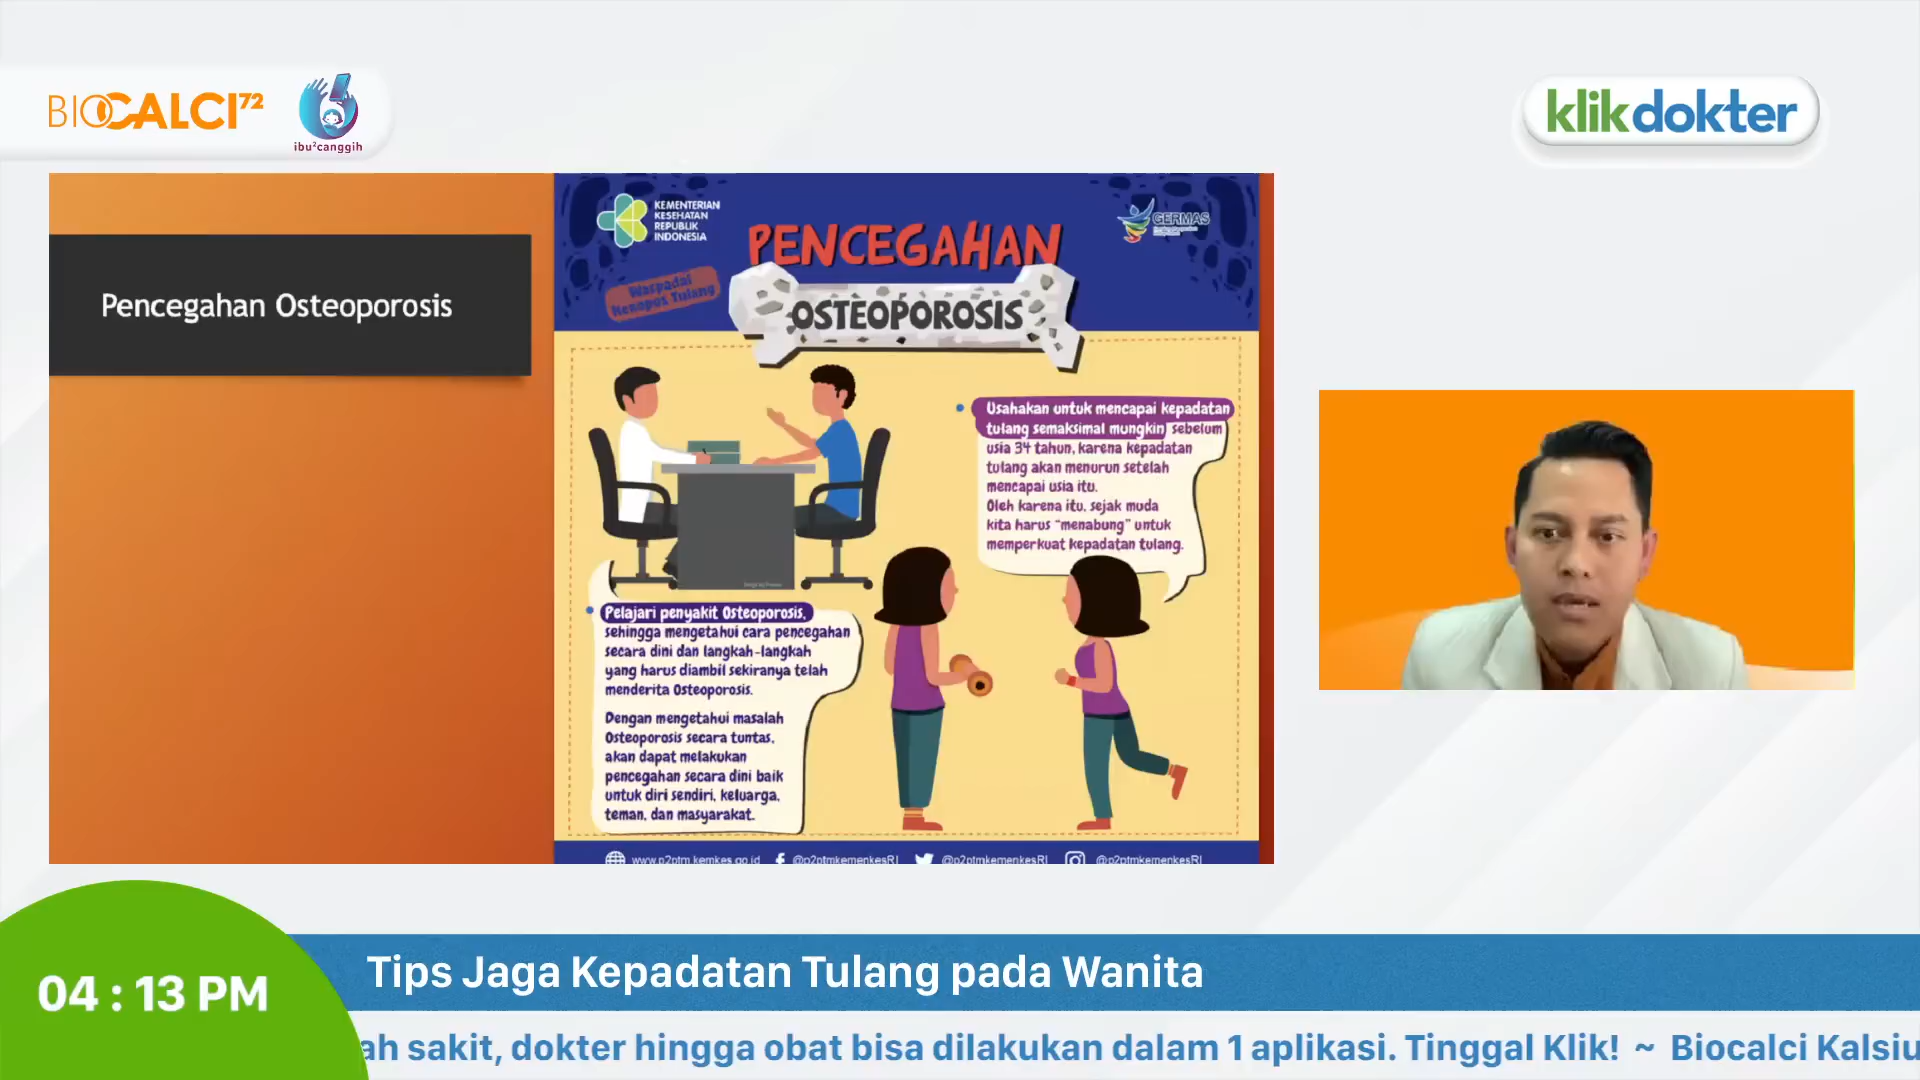 BIOCALCI72
ibu2canggih
klikdokter
Pencegahan Osteoporosis
KEMENTERIAN
KESEHATAN
REPUBLIK
INDONESIA
GERMAS
PENCEGAHAN
Waspadai
Menopos Tulang
OSTEOPOROSIS
Usahakan untuk mencapai kepadatan
tulang semaksimal mungkin sebelum
usia 34 tahun, karena kepadatan
tulang akan menurun setelah
mencapai usia itu.
Oleh karena itu, sejak muda
kita harus "menabung" untuk
memperkuat kepadatan tulang.
Pelajari penyakit Osteoporosis,
sehingga mengetahui cara pencegahan
secara dini dan langkah-langkah
yang harus diambil sekiranya telah
menderita Osteoporosis.
Dengan mengetahui masalah
Osteoporosis secara tuntas,
akan dapat melakukan
pencegahan secara dini baik
untuk diri sendiri, keluarga,
teman, dan masyarakat.
www.p2ptm.kemkes.go.id @p2ptmkemenkesRI @p2ptmkemenkesRI @p2ptmkemenkesRI
04 : 13 PM
Tips Jaga Kepadatan Tulang pada Wanita
ah sakit, dokter hingga obat bisa dilakukan dalam 1 aplikasi. Tinggal Klik! ~ Biocalci Kalsiu